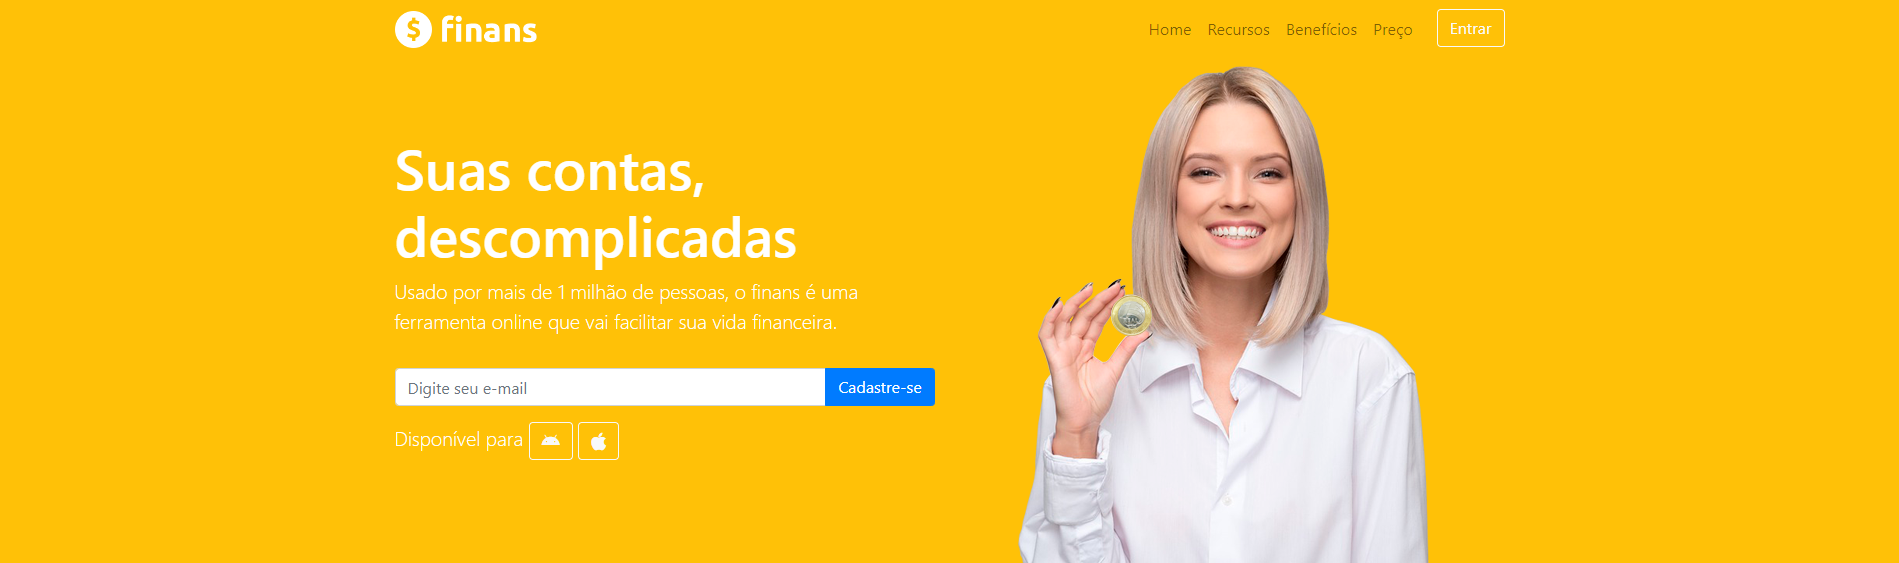 finans
Home Recursos Benefícios Preço Entrar
Suas contas,
descomplicadas
Usado por mais de 1 milhão de pessoas, o finans é uma
ferramenta online que vai facilitar sua vida financeira.
Digite seu e-mail Cadastre-se
Disponível para